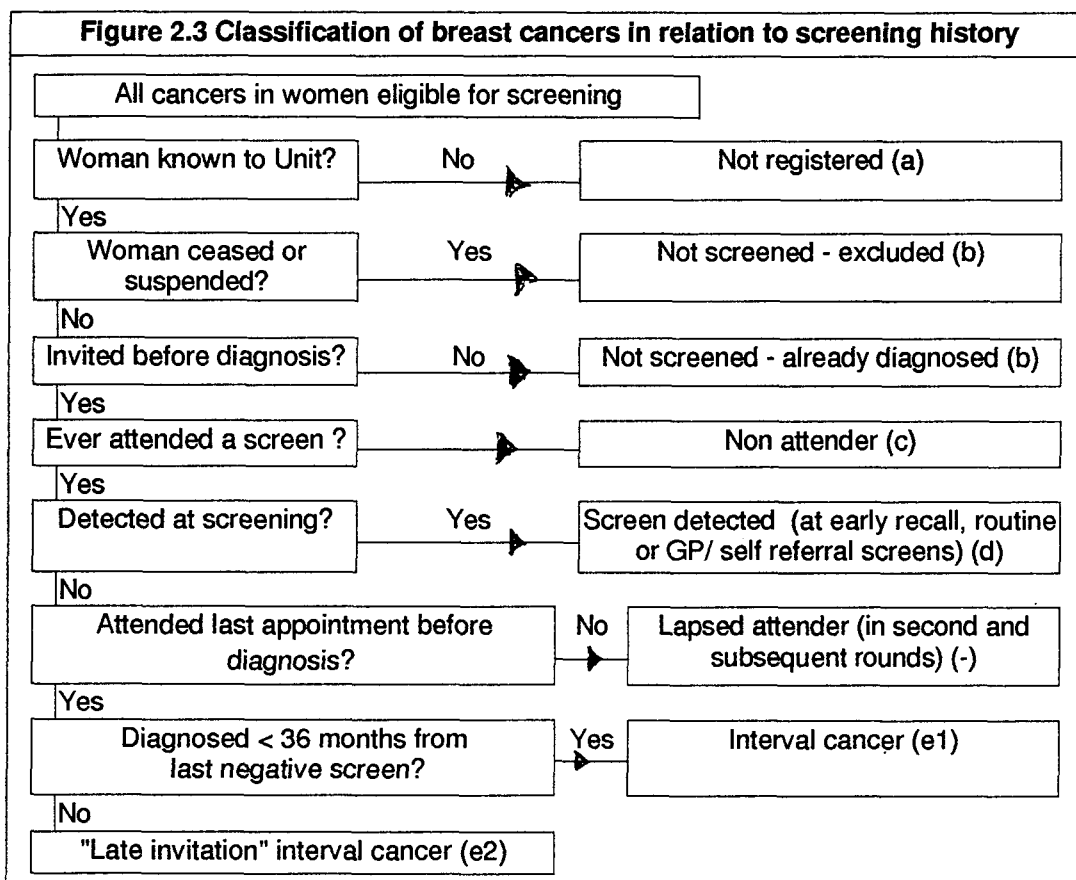 Figure 2.3 Classification of breast cancers in relation to screening history
All cancers in women eligible for screening
Woman known to Unit?
No
Not registered (a)
Yes
Woman ceased or
suspended?
Yes
Not screened - excluded (b)
No
Invited before diagnosis?
No
Not screened - already diagnosed (b)
Yes
Ever attended a screen ?
Non attender (c)
Yes
Detected at screening?
Yes
Screen detected (at early recall, routine
or GP/ self referral screens) (d)
No
Attended last appointment before
diagnosis?
No
Lapsed attender (in second and
subsequent rounds) (-)
Yes
Diagnosed < 36 months from
last negative screen?
Yes
Interval cancer (e1)
No
"Late invitation" interval cancer (e2)